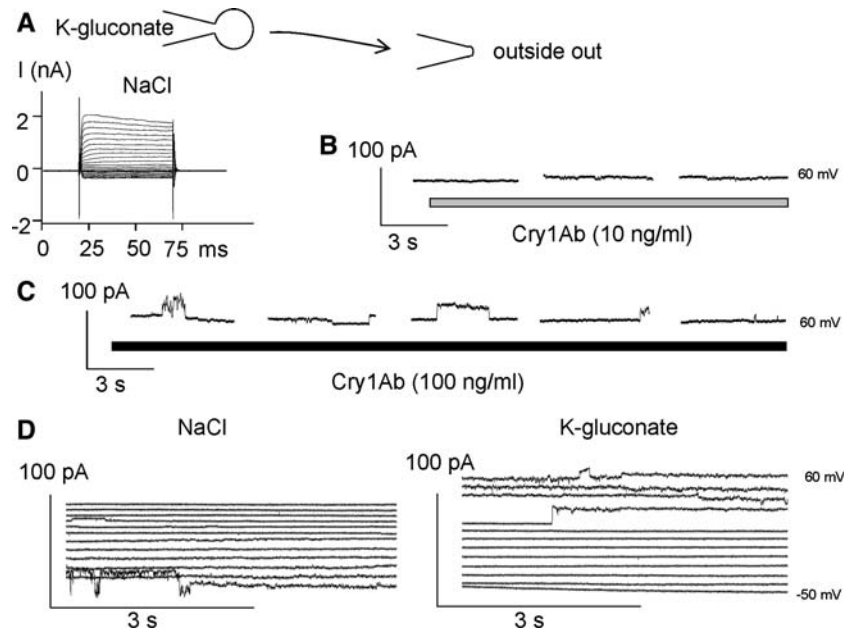 A
K-gluconate
outside out
I (nA)
NaCl
2
0
-2
0 25 50 75 ms
B
100 pA
60 mV
3 s
Cry1Ab (10 ng/ml)
C
100 pA
60 mV
3 s
Cry1Ab (100 ng/ml)
D
NaCl
K-gluconate
100 pA
100 pA
60 mV
-50 mV
3 s
3 s